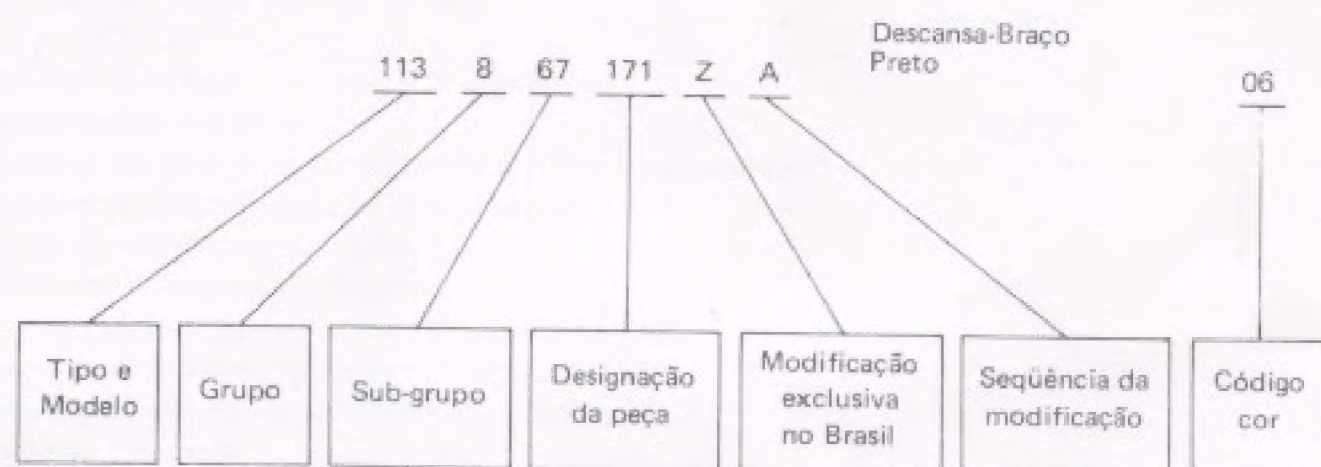 Descansa-Braço
Preto
113 8 67 171 Z A 06
Tipo e
Modelo
Grupo
Sub-grupo
Designação
da peça
Modificação
exclusiva
no Brasil
Seqüência da
modificação
Código
cor